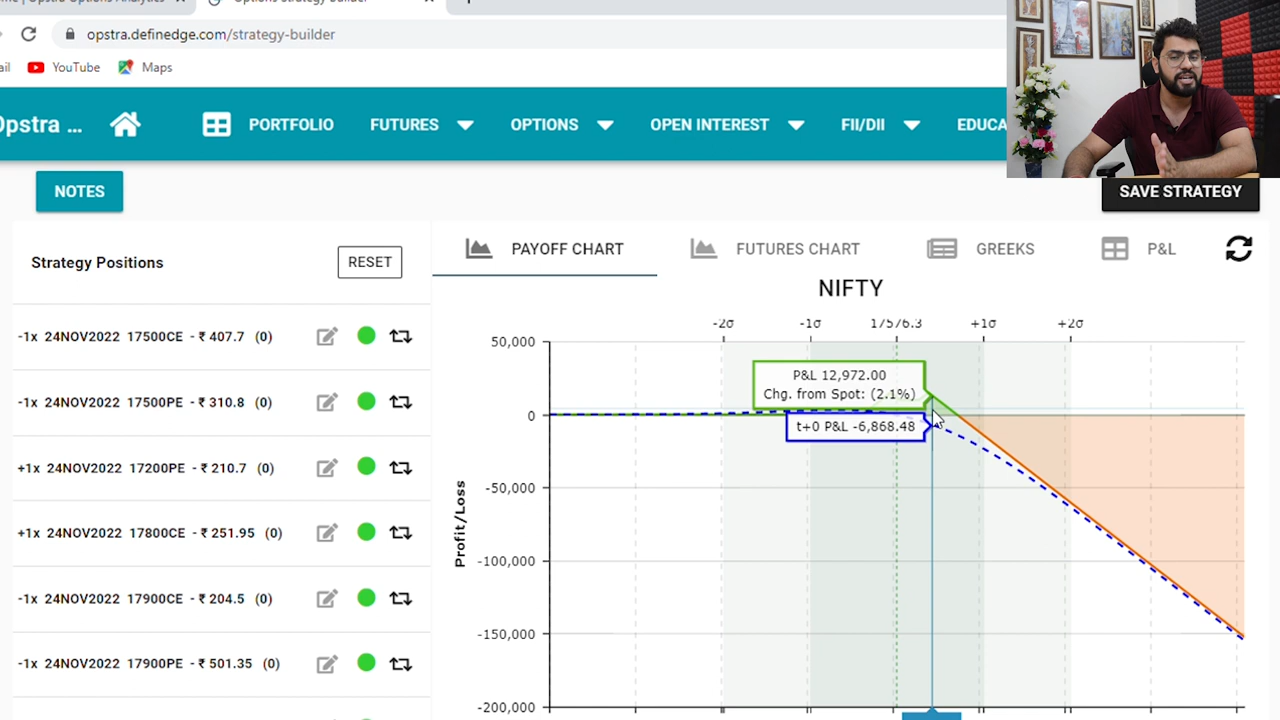 opstra.definedge.com/strategy-builder
YouTube Maps
Opstra ... PORTFOLIO FUTURES OPTIONS OPEN INTEREST FII/DII EDUCA
NOTES
SAVE STRATEGY
Strategy Positions RESET
PAYOFF CHART FUTURES CHART GREEKS P&L
NIFTY
-1x 24NOV2022 17500CE - ₹ 407.7 (0)
-1x 24NOV2022 17500PE - ₹ 310.8 (0)
+1x 24NOV2022 17200PE - ₹ 210.7 (0)
+1x 24NOV2022 17800CE - ₹ 251.95 (0)
-1x 24NOV2022 17900CE - ₹ 204.5 (0)
-1x 24NOV2022 17900PE - ₹ 501.35 (0)
-2σ -1σ 17576.3 +1σ +2σ
50,000
0
-50,000
-100,000
-150,000
-200,000
Profit/Loss
P&L 12,972.00
Chg. from Spot: (2.1%)
t+0 P&L -6,868.48